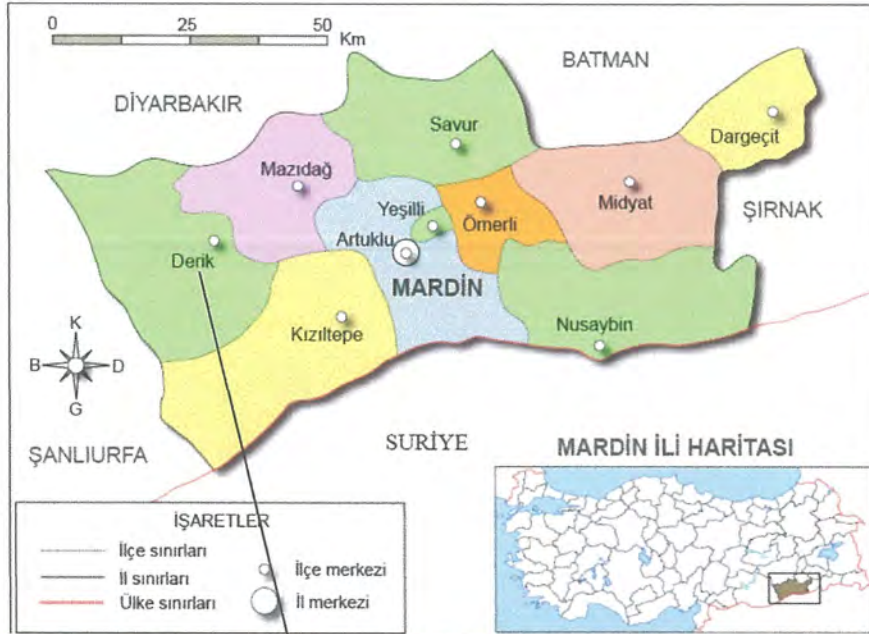 0 25 50
Km
BATMAN
DİYARBAKIR
Savur
Dargeçit
Mazıdağ
Midyat
Yeşilli
Ömerli
ŞIRNAK
Artuklu
Derik
MARDİN
Kızıltepe
Nusaybin
K
B D
G
SURİYE
ŞANLIURFA
MARDİN İLİ HARİTASI
İŞARETLER
İlçe sınırları
İlçe merkezi
İl sınırları
Ülke sınırları
İl merkezi